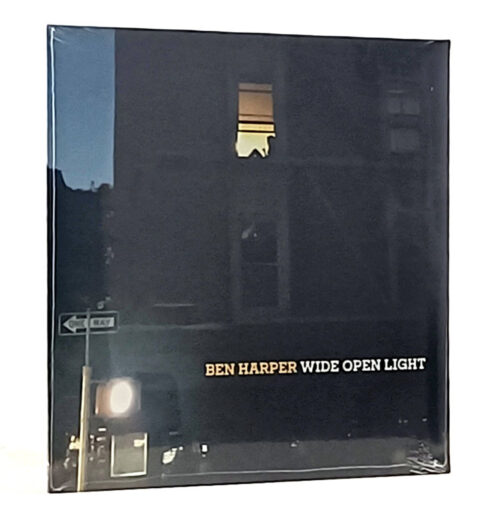 ONE WAY
BEN HARPER WIDE OPEN LIGHT